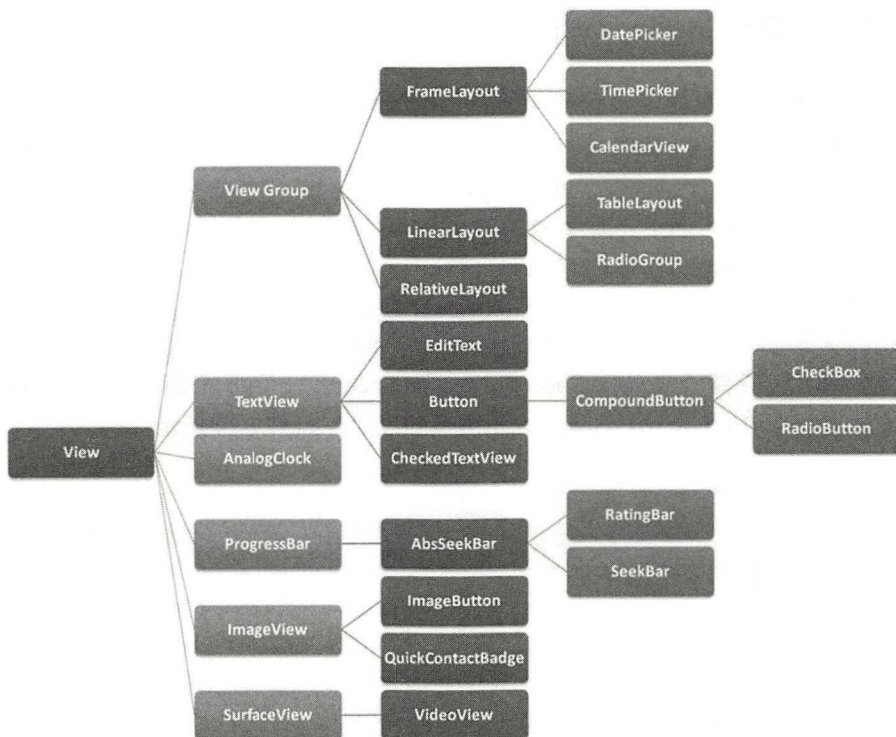 DatePicker
FrameLayout
TimePicker
CalendarView
View Group
TableLayout
LinearLayout
RadioGroup
RelativeLayout
EditText
CheckBox
TextView
Button
CompoundButton
RadioButton
View
AnalogClock
CheckedTextView
RatingBar
ProgressBar
AbsSeekBar
SeekBar
ImageButton
ImageView
QuickContactBadge
SurfaceView
VideoView